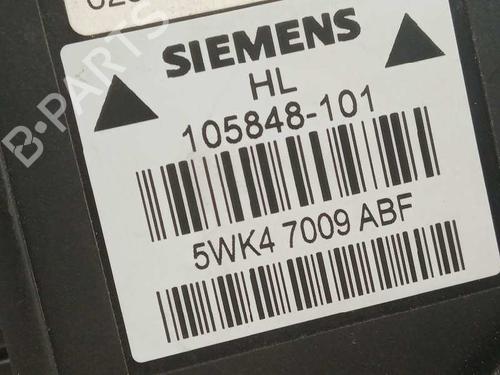 B-PARTS
SIEMENS
HL
105848-101
5WK4 7009 ABF